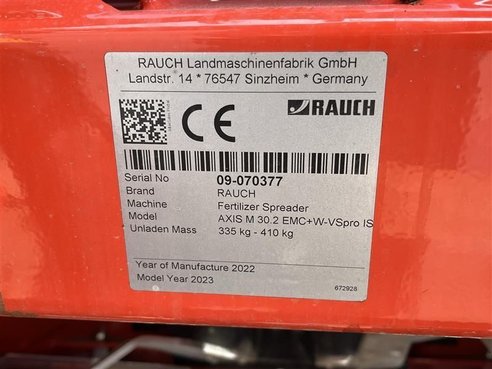 RAUCH Landmaschinenfabrik GmbH
Landstr. 14 * 76547 Sinzheim * Germany
CE RAUCH
Serial No 09-070377
Brand RAUCH
Machine Fertilizer Spreader
Model AXIS M 30.2 EMC+W-VSpro IS
Unladen Mass 335 kg - 410 kg
Year of Manufacture 2022
Model Year 2023
672928